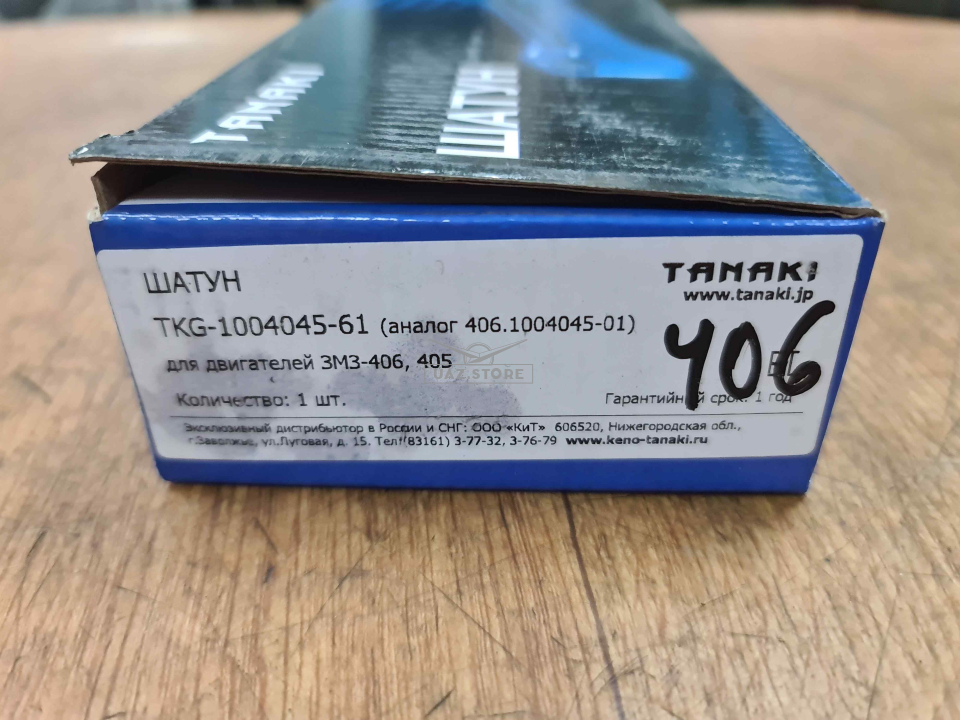 TANAKI
ШАТУН
ШАТУН
TANAKI
www.tanaki.jp
TKG-1004045-61 (аналог 406.1004045-01)
для двигателей ЗМЗ-406, 405
406
UAZ.STORE
Количество: 1 шт.
Гарантийный срок: 1 год
Эксклюзивный дистрибьютор в России и СНГ: ООО «КиТ» 606520, Нижегородская обл.,
г.Заволжье, ул.Луговая, д. 15. Тел.(83161) 3-77-32, 3-76-79 www.keno-tanaki.ru